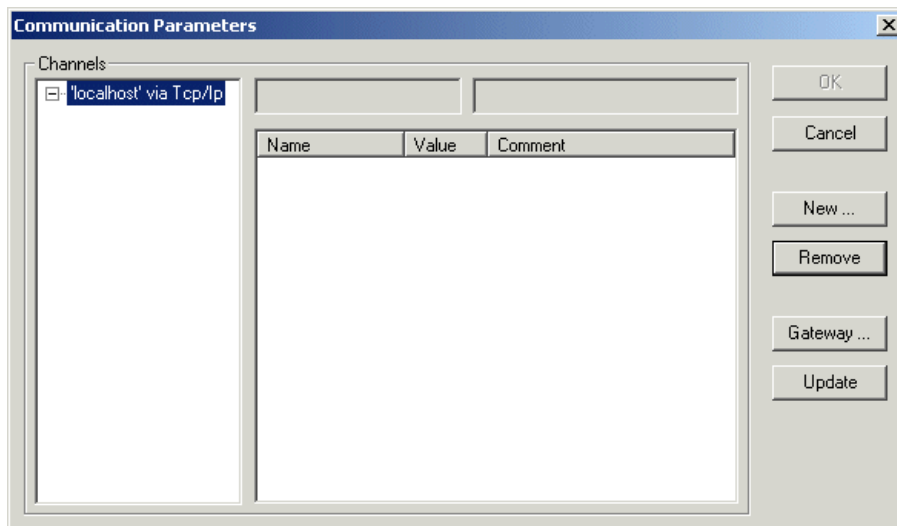 Communication Parameters
Channels
'localhost' via Tcp/Ip
Name Value Comment
OK
Cancel
New ...
Remove
Gateway ...
Update